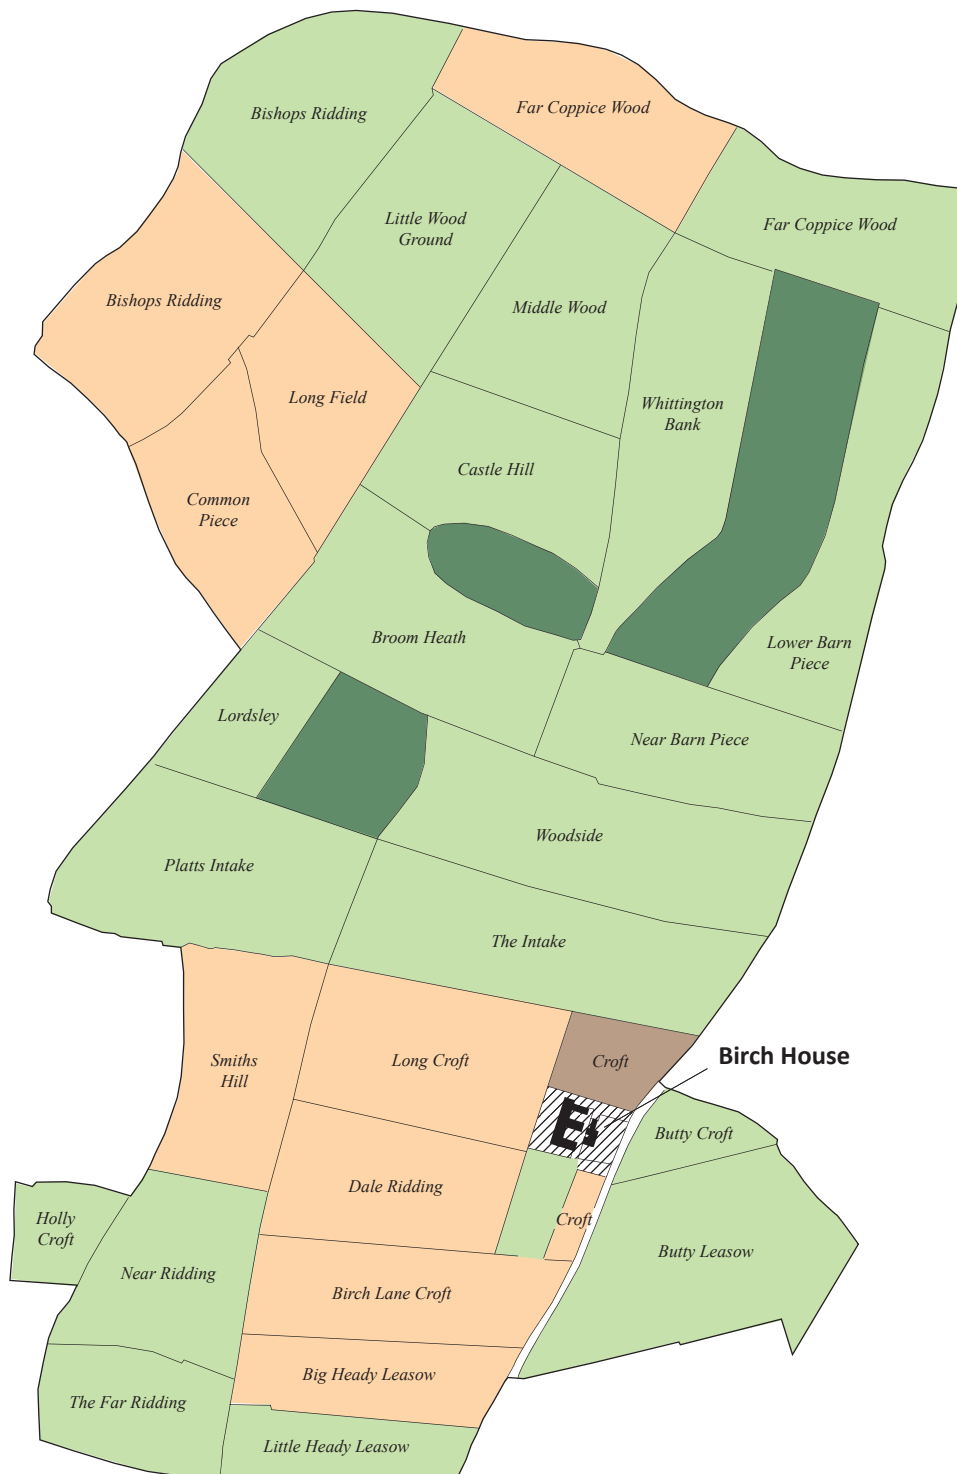 Far Coppice Wood
Bishops Ridding
Little Wood
Ground
Far Coppice Wood
Bishops Ridding
Middle Wood
Long Field
Whittington
Bank
Castle Hill
Common
Piece
Broom Heath
Lower Barn
Piece
Lordsley
Near Barn Piece
Woodside
Platts Intake
The Intake
Smiths
Hill
Long Croft
Croft
Birch House
Butty Croft
Dale Ridding
Holly
Croft
Croft
Butty Leasow
Near Ridding
Birch Lane Croft
Big Heady Leasow
The Far Ridding
Little Heady Leasow